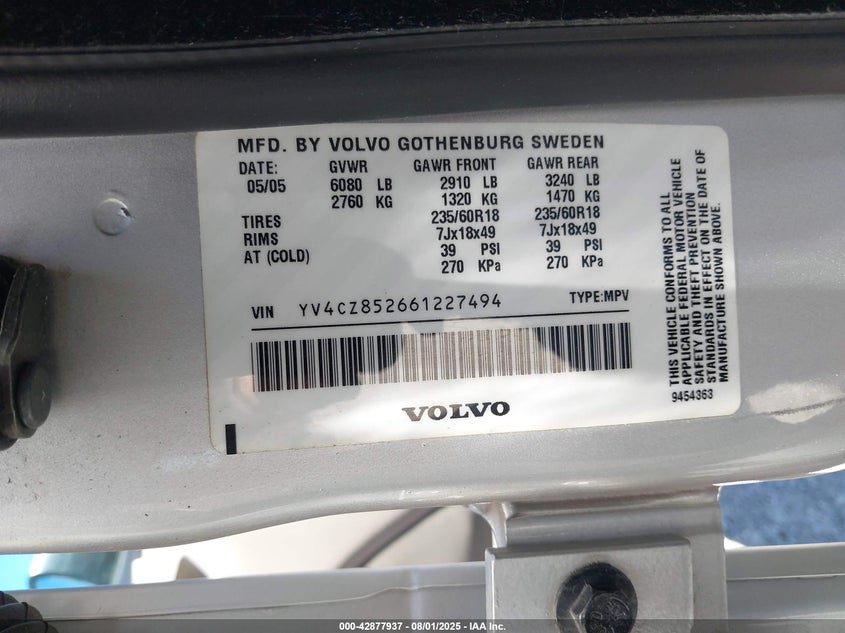 MFD. BY VOLVO GOTHENBURG SWEDEN
DATE: GVWR GAWR FRONT GAWR REAR
05/05 6080 LB 2910 LB 3240 LB
2760 KG 1320 KG 1470 KG
TIRES 235/60R18 235/60R18
RIMS 7Jx18x49 7Jx18x49
AT (COLD) 39 PSI 39 PSI
270 KPa 270 KPa
VIN YV4CZ852661227494 TYPE:MPV
VOLVO
THIS VEHICLE CONFORMS TO ALL
APPLICABLE FEDERAL MOTOR VEHICLE
SAFETY AND THEFT PREVENTION
STANDARDS IN EFFECT ON THE DATE OF
MANUFACTURE SHOWN ABOVE.
9454363
000-42877937 - 08/01/2025 - IAA Inc.